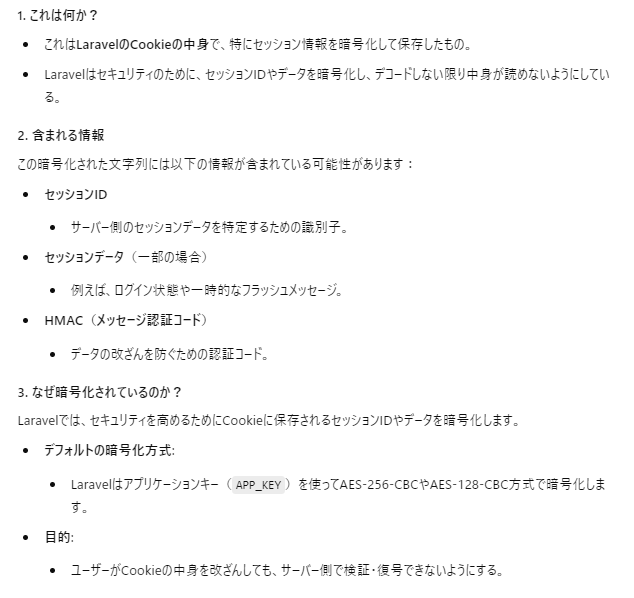 1. これは何か？
• これはLaravelのCookieの中身で、特にセッション情報を暗号化して保存したもの。
• Laravelはセキュリティのために、セッションIDやデータを暗号化し、デコードしない限り中身が読めないようにしてい
る。
2. 含まれる情報
この暗号化された文字列には以下の情報が含まれている可能性があります：
• セッションID
• サーバー側のセッションデータを特定するための識別子。
• セッションデータ（一部の場合）
• 例えば、ログイン状態や一時的なフラッシュメッセージ。
• HMAC（メッセージ認証コード）
• データの改ざんを防ぐための認証コード。
3. なぜ暗号化されているのか？
Laravelでは、セキュリティを高めるためにCookieに保存されるセッションIDやデータを暗号化します。
• デフォルトの暗号化方式:
• Laravelはアプリケーションキー（APP_KEY）を使ってAES-256-CBCやAES-128-CBC方式で暗号化しま
す。
• 目的:
• ユーザーがCookieの中身を改ざんしても、サーバー側で検証・復号できないようにする。